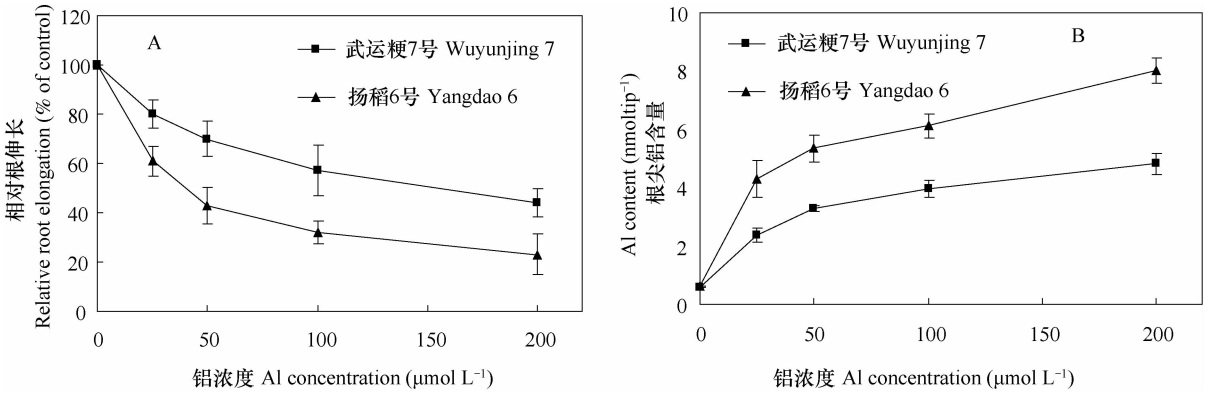 A
武运粳7号 Wuyunjing 7
扬稻6号 Yangdao 6
120
100
80
60
40
20
0
相对根伸长
Relative root elongation (% of control)
0
50
100
150
200
铝浓度 Al concentration (μmol L⁻¹)
B
武运粳7号 Wuyunjing 7
扬稻6号 Yangdao 6
10
8
6
4
2
0
Al content (nmoltip⁻¹)
根尖铝含量
0
50
100
150
200
铝浓度 Al concentration (μmol L⁻¹)